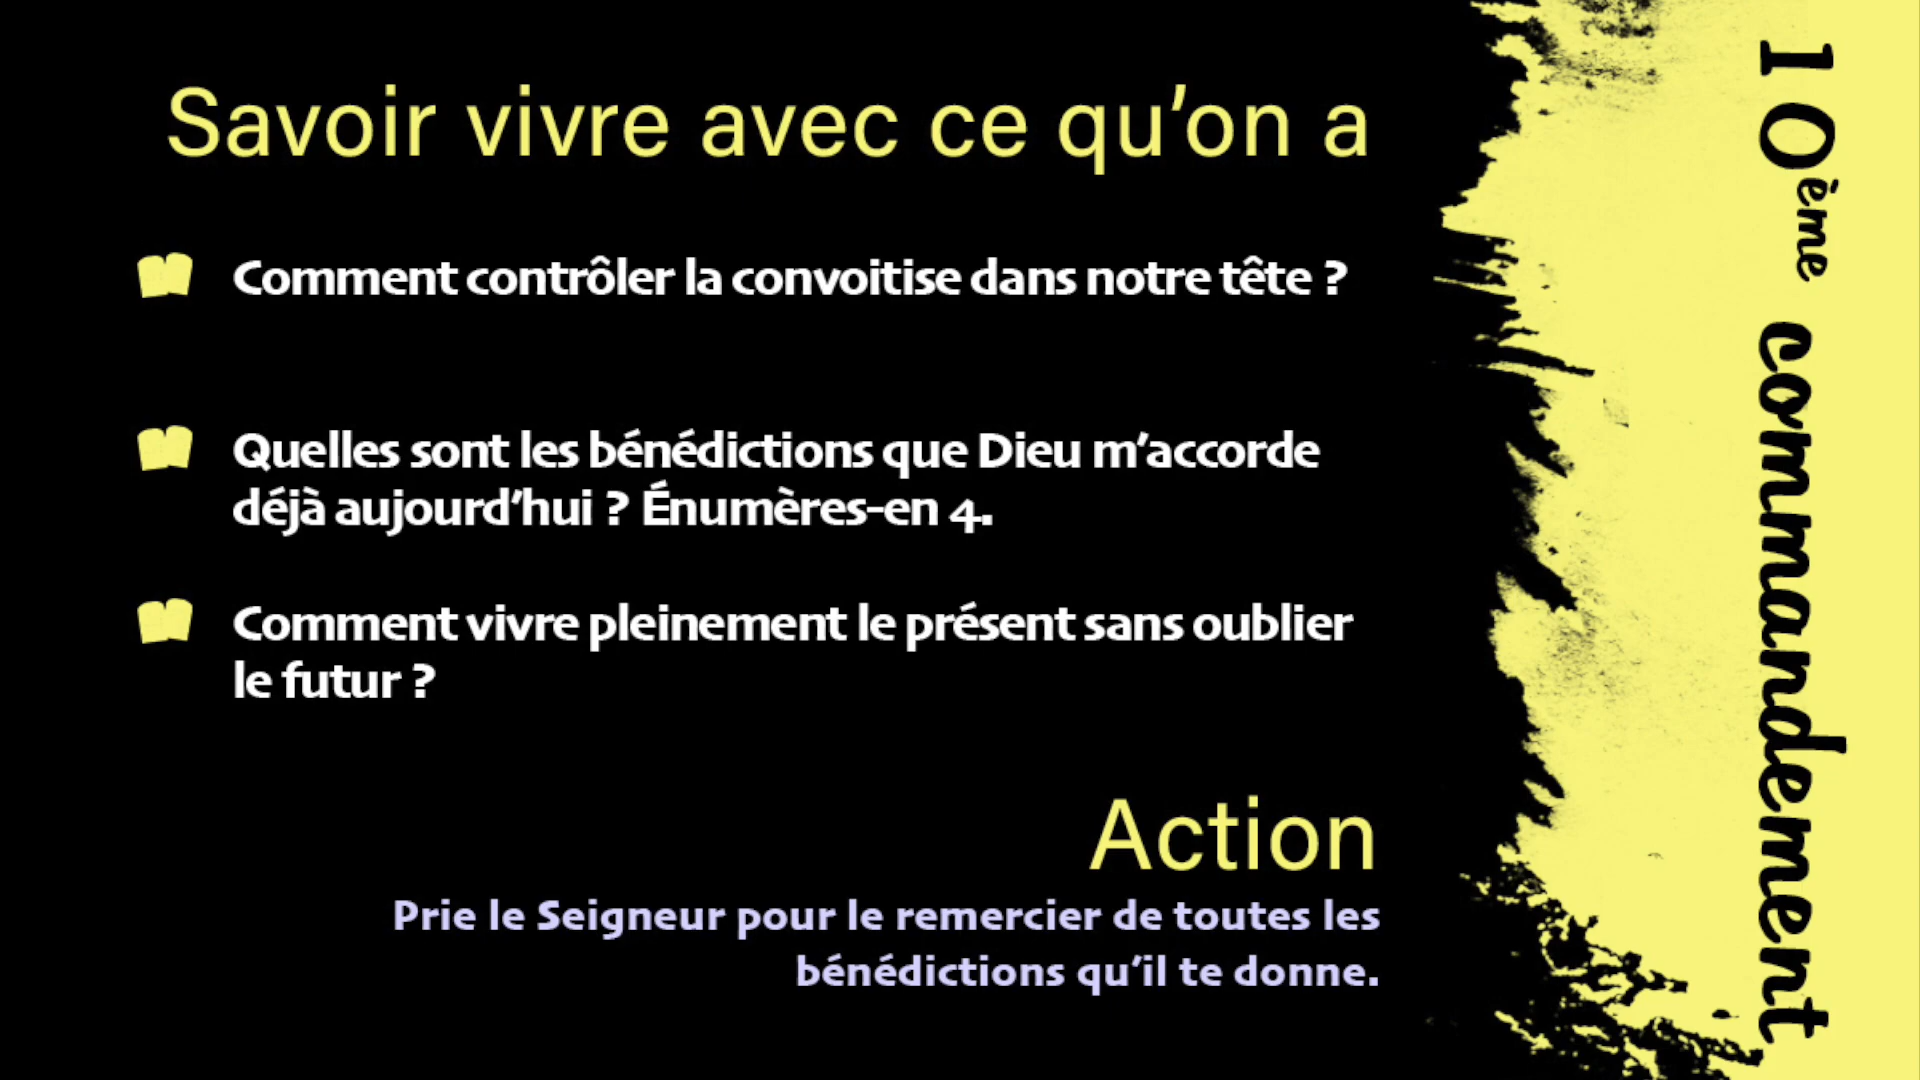 Savoir vivre avec ce qu’on a
Comment contrôler la convoitise dans notre tête ?
Quelles sont les bénédictions que Dieu m’accorde
déjà aujourd’hui ? Énumères-en 4.
Comment vivre pleinement le présent sans oublier
le futur ?
Action
Prie le Seigneur pour le remercier de toutes les
bénédictions qu’il te donne.
10ème commandement